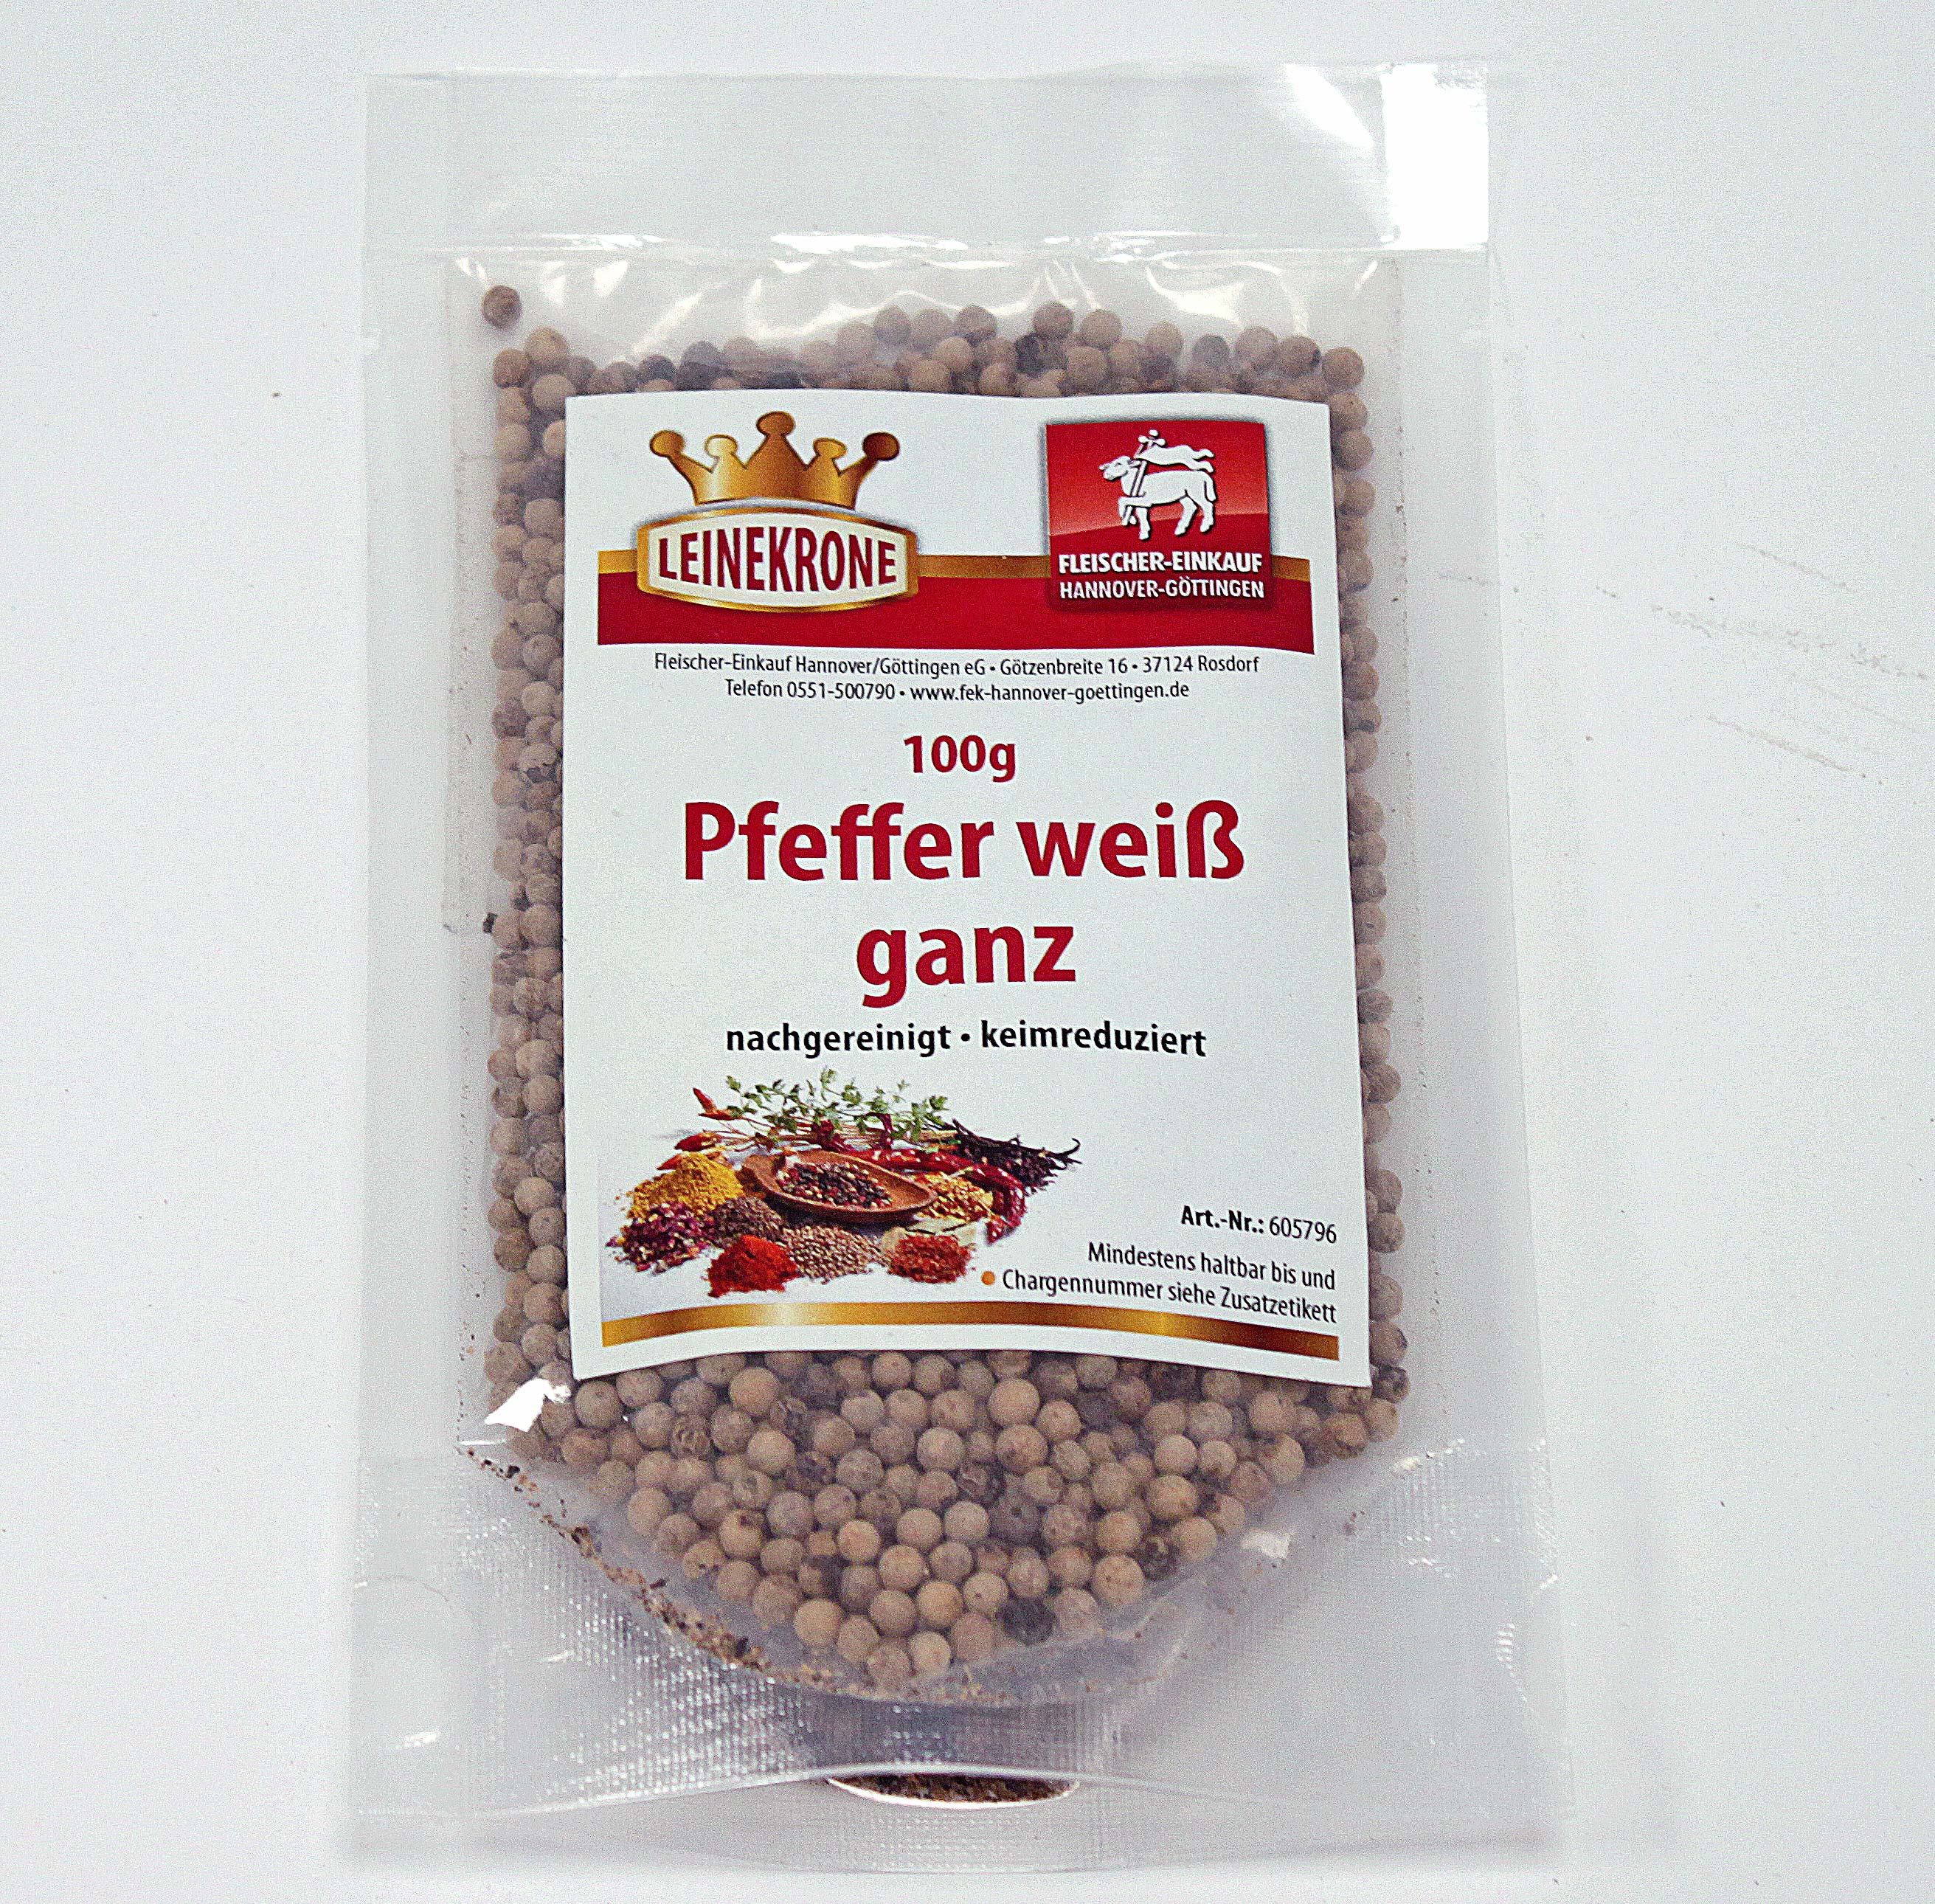 LEINEKRONE
FLEISCHER-EINKAUF
HANNOVER-GÖTTINGEN
Fleischer-Einkauf Hannover/Göttingen eG • Götzenbreite 16 • 37124 Rosdorf
Telefon 0551-500790 • www.fek-hannover-goettingen.de
100g
Pfeffer weiß
ganz
nachgereinigt • keimreduziert
Art.-Nr.: 605796
Mindestens haltbar bis und
Chargennummer siehe Zusatzetikett